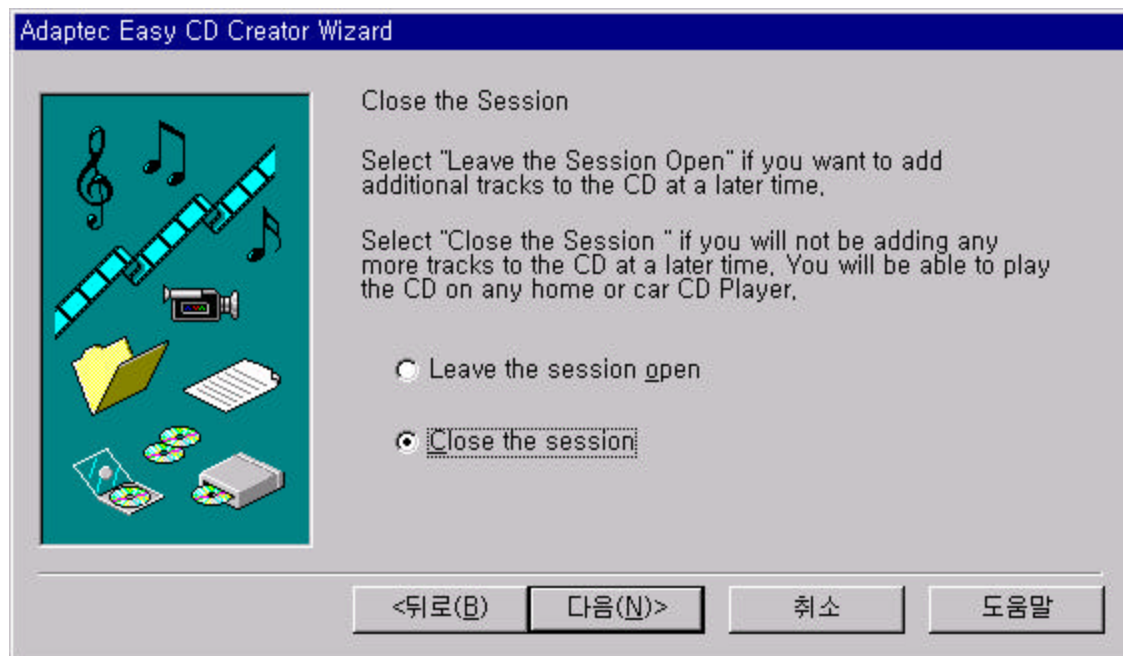 Adaptec Easy CD Creator Wizard
Close the Session
Select "Leave the Session Open" if you want to add
additional tracks to the CD at a later time.
Select "Close the Session " if you will not be adding any
more tracks to the CD at a later time. You will be able to play
the CD on any home or car CD Player.
Leave the session open
Close the session
<뒤로(B) 다음(N)> 취소 도움말